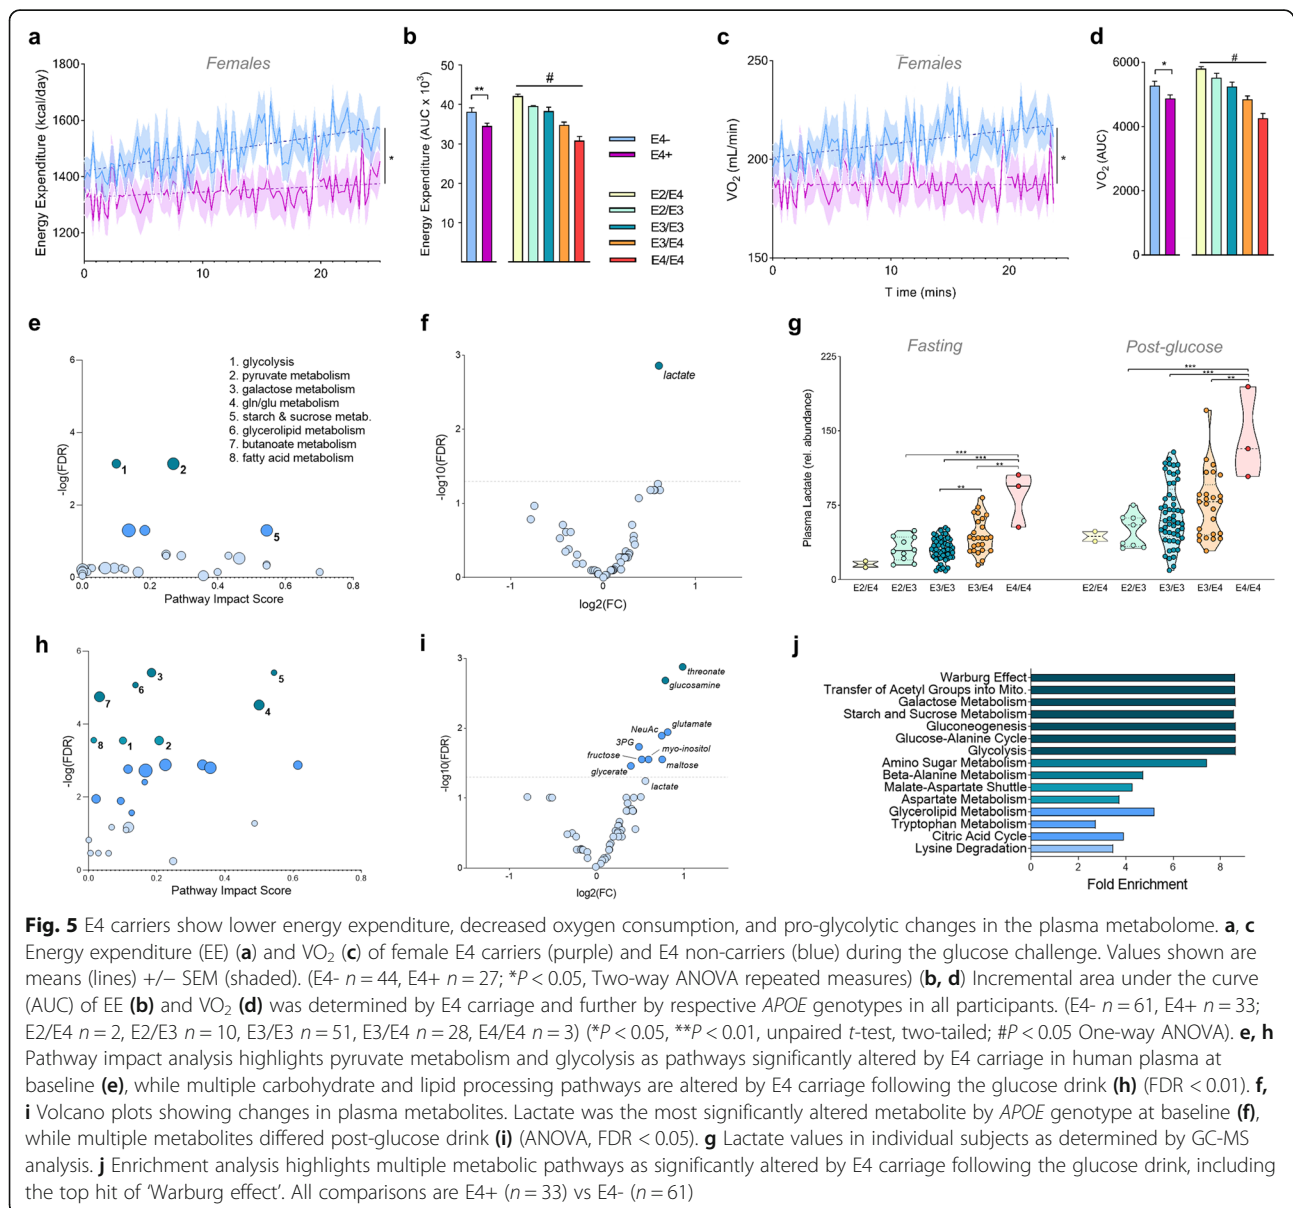 a
Females
Energy Expenditure (kcal/day)
1800
1600
1400
1200
0
10
20
*
b
Energy Expenditure (AUC x 10³)
50
40
30
20
10
**
#
E4-
E4+
E2/E4
E2/E3
E3/E3
E3/E4
E4/E4
c
Females
VO₂ (mL/min)
250
200
150
0
10
20
T ime (mins)
*
d
VO₂ (AUC)
6000
4000
2000
0
*
#
e
-log(FDR)
6
4
2
0
0.0
0.2
0.4
0.6
0.8
Pathway Impact Score
1. glycolysis
2. pyruvate metabolism
3. galactose metabolism
4. gln/glu metabolism
5. starch & sucrose metab.
6. glycerolipid metabolism
7. butanoate metabolism
8. fatty acid metabolism
1
2
5
f
-log10(FDR)
3
2
1
0
-1
0
1
log2(FC)
lactate
g
Fasting
Post-glucose
Plasma Lactate (rel. abundance)
225
150
75
0
***
***
**
**
***
***
**
E2/E4 E2/E3 E3/E3 E3/E4 E4/E4
E2/E4 E2/E3 E3/E3 E3/E4 E4/E4
h
-log(FDR)
6
4
2
0
0.0
0.2
0.4
0.6
0.8
Pathway Impact Score
3
5
6
7
4
8
1
2
i
-log10(FDR)
3
2
1
0
-1
0
1
log2(FC)
threonate
glucosamine
glutamate
NeuAc
3PG
myo-inositol
fructose
maltose
glycerate
lactate
j
Warburg Effect
Transfer of Acetyl Groups into Mito.
Galactose Metabolism
Starch and Sucrose Metabolism
Gluconeogenesis
Glucose-Alanine Cycle
Glycolysis
Amino Sugar Metabolism
Beta-Alanine Metabolism
Malate-Aspartate Shuttle
Aspartate Metabolism
Glycerolipid Metabolism
Tryptophan Metabolism
Citric Acid Cycle
Lysine Degradation
0
2
4
6
8
Fold Enrichment
Fig. 5 E4 carriers show lower energy expenditure, decreased oxygen consumption, and pro-glycolytic changes in the plasma metabolome. a, c
Energy expenditure (EE) (a) and VO₂ (c) of female E4 carriers (purple) and E4 non-carriers (blue) during the glucose challenge. Values shown are
means (lines) +/− SEM (shaded). (E4- n = 44, E4+ n = 27; *P < 0.05, Two-way ANOVA repeated measures) (b, d) Incremental area under the curve
(AUC) of EE (b) and VO₂ (d) was determined by E4 carriage and further by respective APOE genotypes in all participants. (E4- n = 61, E4+ n = 33;
E2/E4 n = 2, E2/E3 n = 10, E3/E3 n = 51, E3/E4 n = 28, E4/E4 n = 3) (*P < 0.05, **P < 0.01, unpaired t-test, two-tailed; #P < 0.05 One-way ANOVA). e, h
Pathway impact analysis highlights pyruvate metabolism and glycolysis as pathways significantly altered by E4 carriage in human plasma at
baseline (e), while multiple carbohydrate and lipid processing pathways are altered by E4 carriage following the glucose drink (h) (FDR < 0.01). f,
i Volcano plots showing changes in plasma metabolites. Lactate was the most significantly altered metabolite by APOE genotype at baseline (f),
while multiple metabolites differed post-glucose drink (i) (ANOVA, FDR < 0.05). g Lactate values in individual subjects as determined by GC-MS
analysis. j Enrichment analysis highlights multiple metabolic pathways as significantly altered by E4 carriage following the glucose drink, including
the top hit of ‘Warburg effect’. All comparisons are E4+ (n = 33) vs E4- (n = 61)